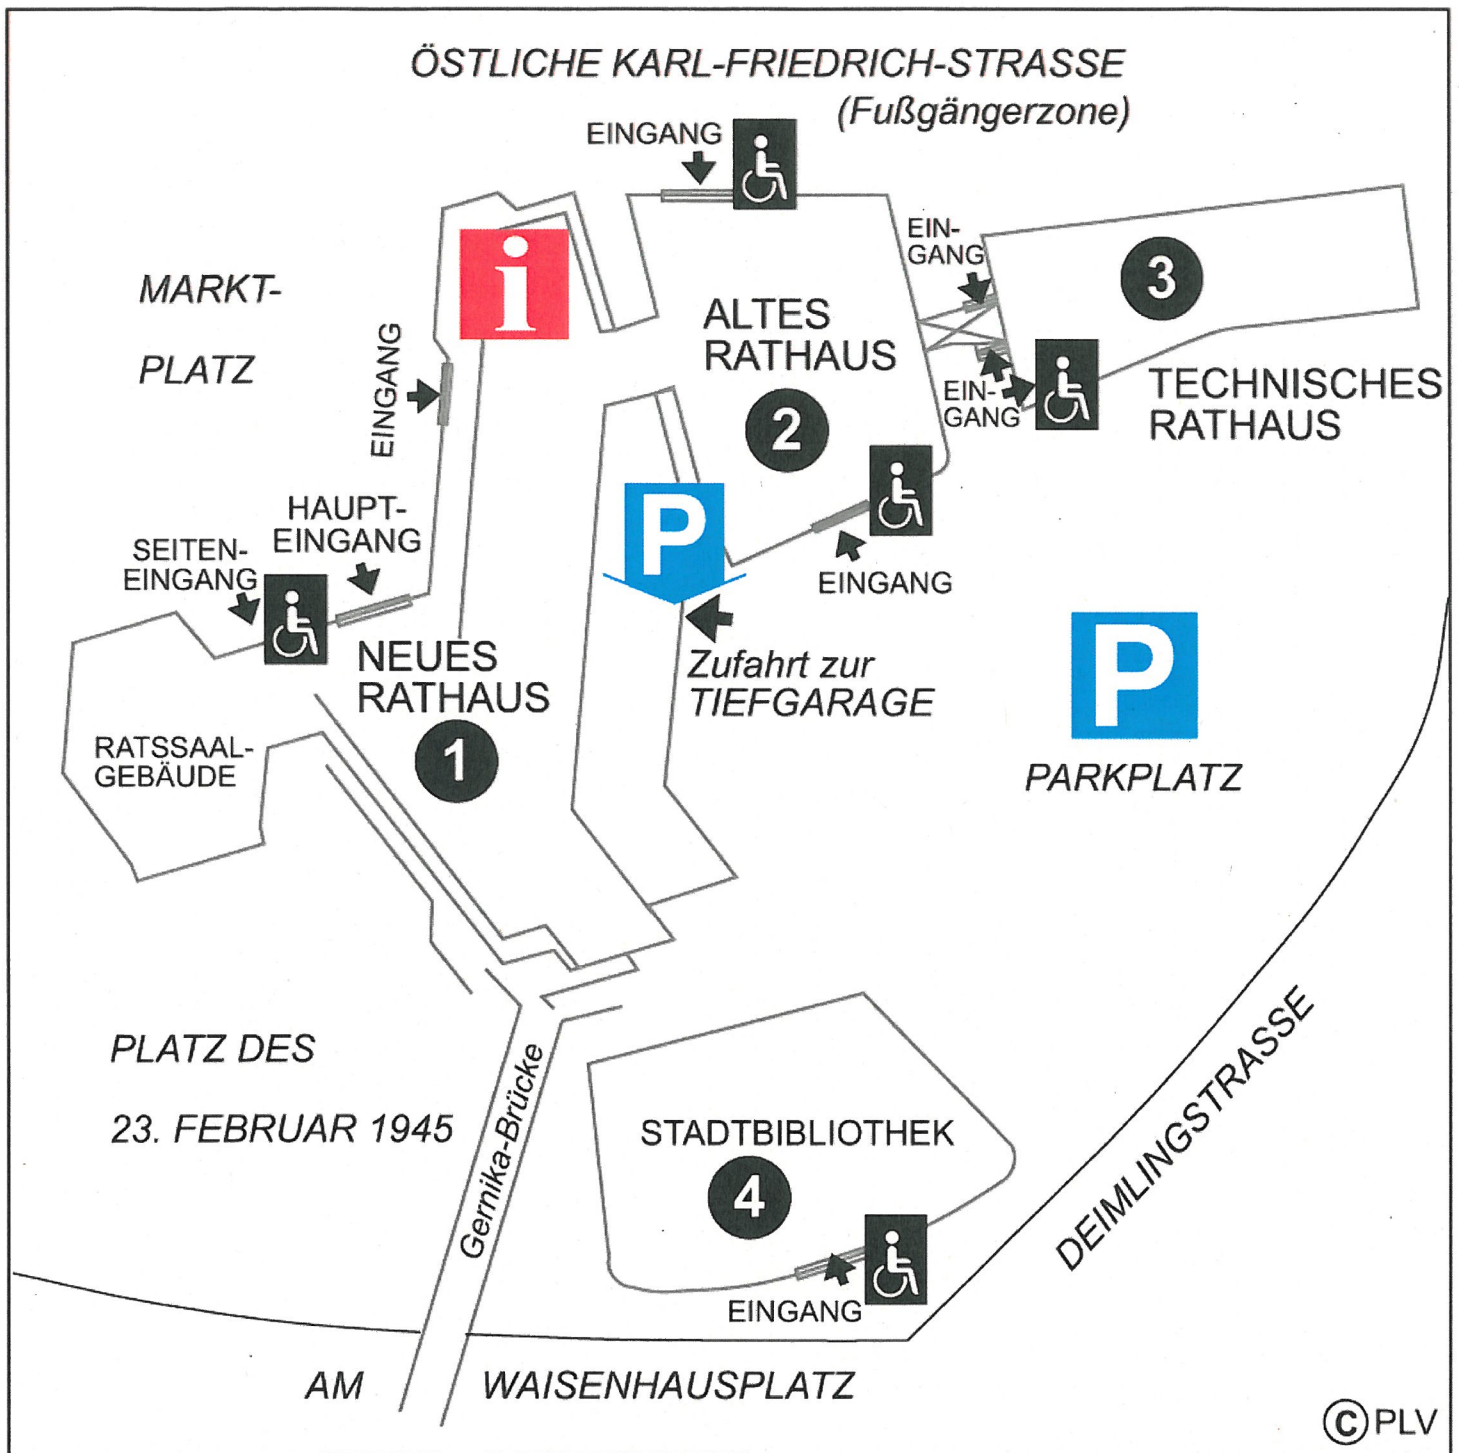 ÖSTLICHE KARL-FRIEDRICH-STRASSE
(Fußgängerzone)
EINGANG
MARKT-
PLATZ
i
EINGANG
ALTES
RATHAUS
2
EIN-
GANG
3
EIN-
GANG
TECHNISCHES
RATHAUS
HAUPT-
EINGANG
SEITEN-
EINGANG
P
EINGANG
Zufahrt zur
TIEFGARAGE
NEUES
RATHAUS
1
RATSSAAL-
GEBÄUDE
P
PARKPLATZ
PLATZ DES
23. FEBRUAR 1945
Gernika-Brücke
STADTBIBLIOTHEK
4
EINGANG
DEIMLINGSTRASSE
AM WAISENHAUSPLATZ
© PLV